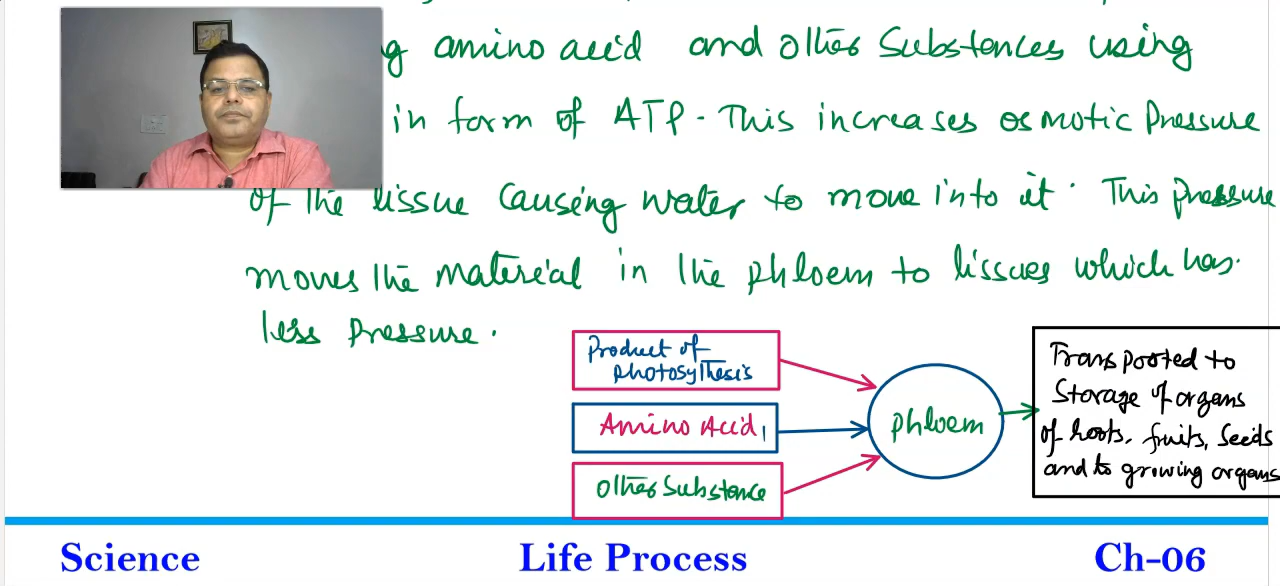 g amino acid and other Substances using
in form of ATP. This increases osmotic Pressure
of the tissue causing water to move into it. This pressure
moves the material in the phloem to tissues which has.
less pressure.
Product of
photosythesis
Amino Acid,
Other Substance
phloem
Transported to
Storage of organs
of roots, fruits, Seeds
and to growing organs
Science Life Process Ch-06